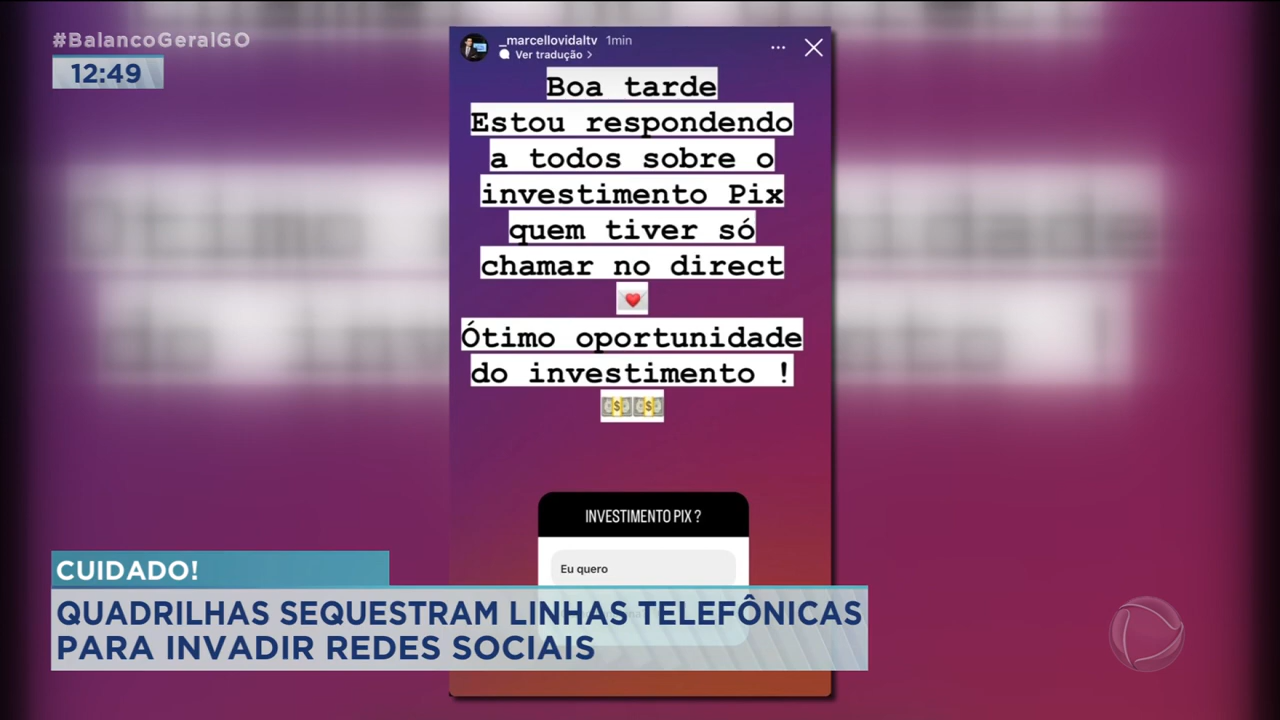 #BalancoGeralGO
12:49
_marcellovidaltv 1min
Ver tradução >
Boa tarde
Estou respondendo
a todos sobre o
investimento Pix
quem tiver só
chamar no direct
💌
Ótimo oportunidade
do investimento !
💵💵
INVESTIMENTO PIX ?
Eu quero
CUIDADO!
QUADRILHAS SEQUESTRAM LINHAS TELEFÔNICAS
PARA INVADIR REDES SOCIAIS